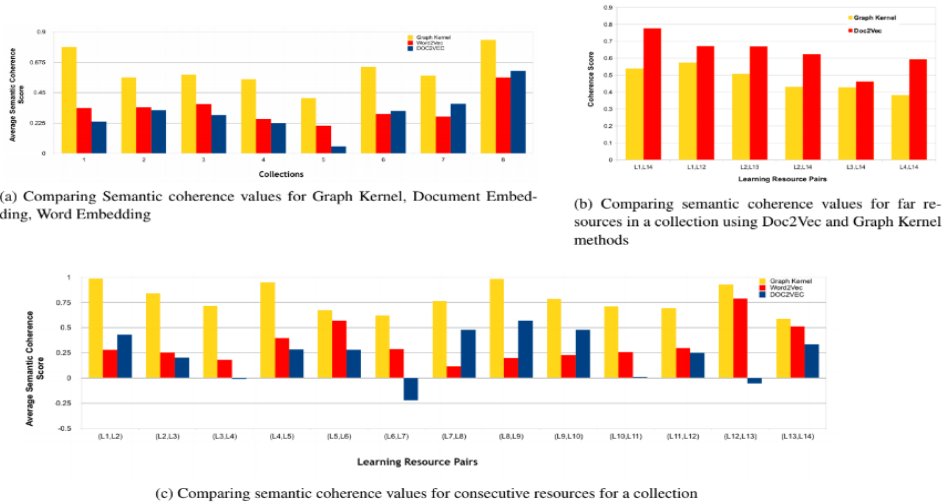 0.9
0.675
0.45
0.225
0
Average Semantic Coherence
Score
Graph Kernel
Word2Vec
DOC2VEC
1 2 3 4 5 6 7 8
Collections
(a) Comparing Semantic coherence values for Graph Kernel, Document Embed-
ding, Word Embedding
0.9
0.8
0.7
0.6
0.5
0.4
0.3
0.2
0.1
0
Coherence Score
Graph Kernel
Doc2Vec
L1,L14 L1,L12 L2,L13 L2,L14 L3,L14 L4,L14
Learning Resource Pairs
(b) Comparing semantic coherence values for far re-
sources in a collection using Doc2Vec and Graph Kernel
methods
1
0.75
0.5
0.25
0
-0.25
-0.5
Average Semantic Coherence
Score
Graph Kernel
Word2Vec
DOC2VEC
(L1,L2) (L2,L3) (L3,L4) (L4,L5) (L5,L6) (L6,L7) (L7,L8) (L8,L9) (L9,L10) (L10,L11) (L11,L12) (L12,L13) (L13,L14)
Learning Resource Pairs
(c) Comparing semantic coherence values for consecutive resources for a collection